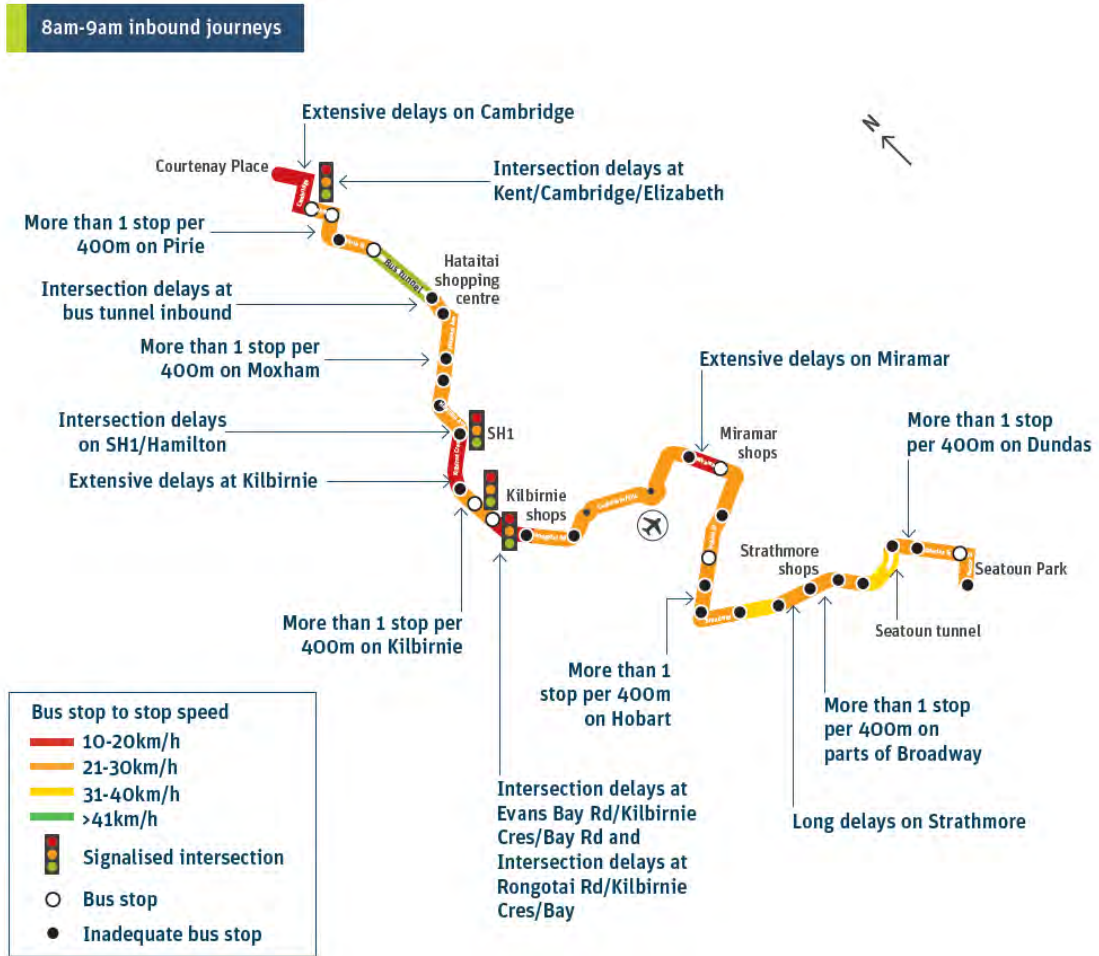 8am-9am inbound journeys
N
Extensive delays on Cambridge
Courtenay Place
Intersection delays at
Kent/Cambridge/Elizabeth
Cambridge
More than 1 stop per
400m on Pirie
Bus tunnel
Hataitai
shopping
centre
Intersection delays at
bus tunnel inbound
More than 1 stop per
400m on Moxham
Extensive delays on Miramar
Intersection delays
on SH1/Hamilton
SH1
Miramar
shops
More than 1 stop
per 400m on Dundas
Extensive delays at Kilbirnie
Kilbirnie
shops
Strathmore
shops
Seatoun Park
Seatoun tunnel
More than 1 stop per
400m on Kilbirnie
More than 1
stop per 400m
on Hobart
More than 1 stop
per 400m on
parts of Broadway
Intersection delays at
Evans Bay Rd/Kilbirnie
Cres/Bay Rd and
Intersection delays at
Rongotai Rd/Kilbirnie
Cres/Bay
Long delays on Strathmore
Bus stop to stop speed
10-20km/h
21-30km/h
31-40km/h
>41km/h
Signalised intersection
Bus stop
Inadequate bus stop